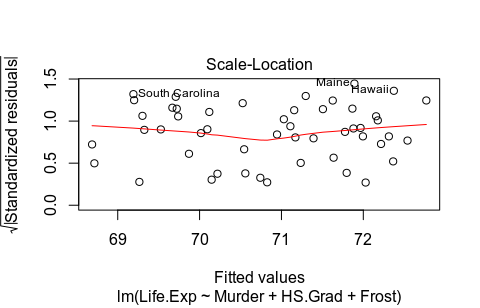 Scale-Location
√|Standardized residuals|
1.5
1.0
0.5
0.0
South Carolina
Maine
Hawaii
69
70
71
72
Fitted values
lm(Life.Exp ~ Murder + HS.Grad + Frost)